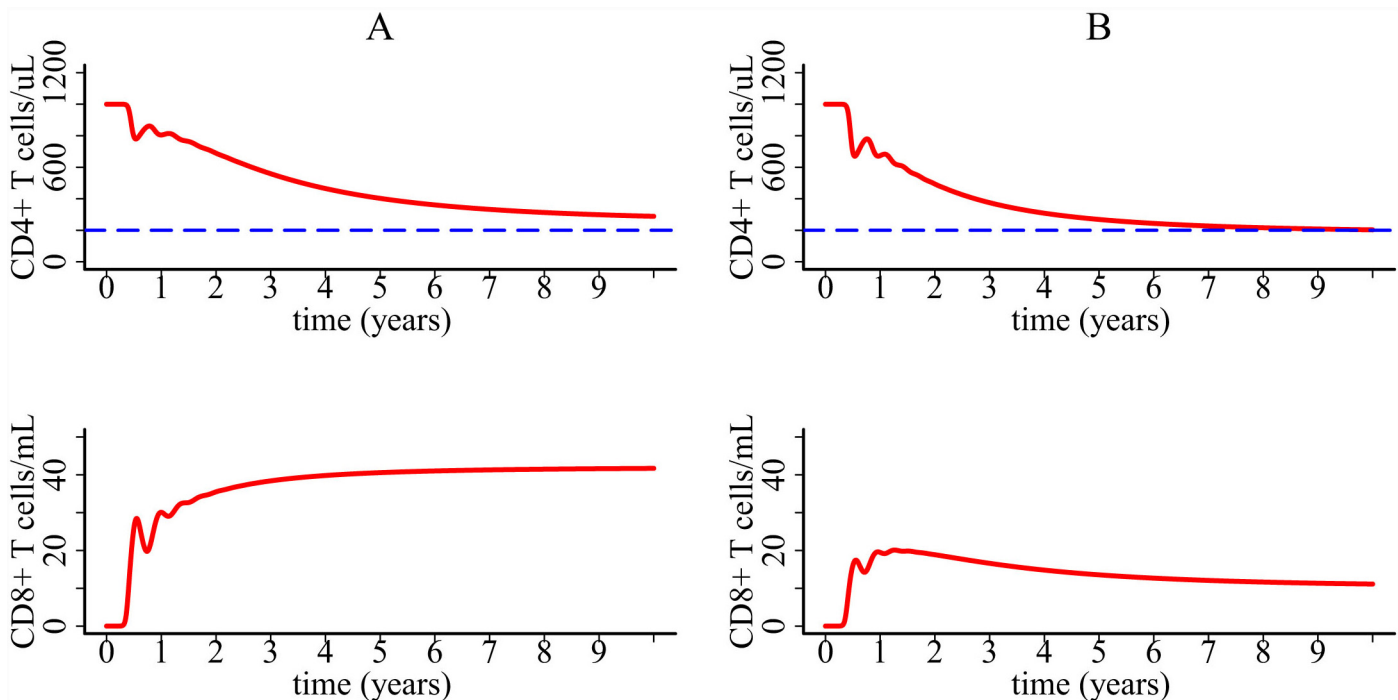 A
CD4+ T cells/uL
0 600 1200
0 1 2 3 4 5 6 7 8 9
time (years)
B
CD4+ T cells/uL
0 600 1200
0 1 2 3 4 5 6 7 8 9
time (years)
CD8+ T cells/mL
0 20 40
0 1 2 3 4 5 6 7 8 9
time (years)
CD8+ T cells/mL
0 20 40
0 1 2 3 4 5 6 7 8 9
time (years)